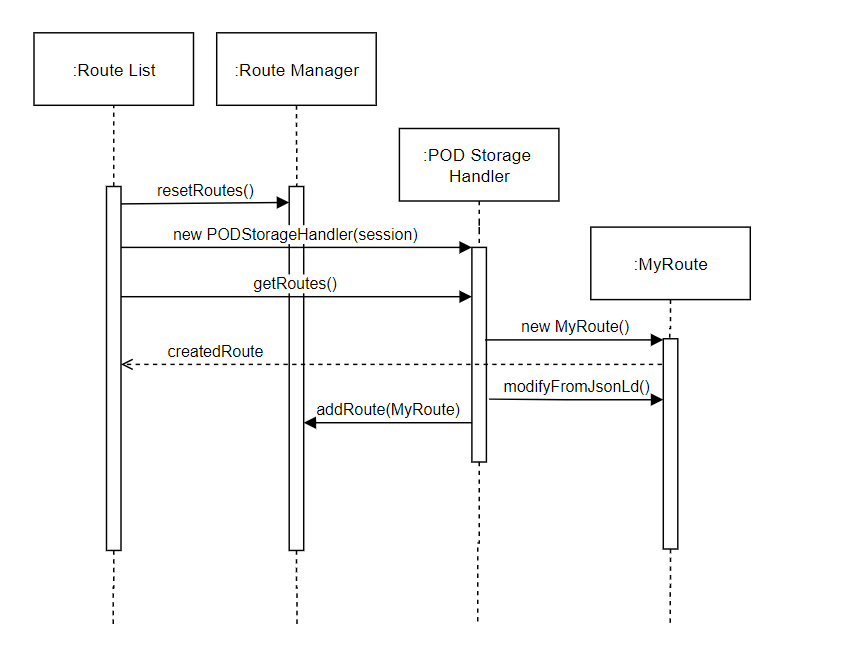 :Route List
:Route Manager
:POD Storage
Handler
resetRoutes()
new PODStorageHandler(session)
:MyRoute
getRoutes()
new MyRoute()
createdRoute
modifyFromJsonLd()
addRoute(MyRoute)